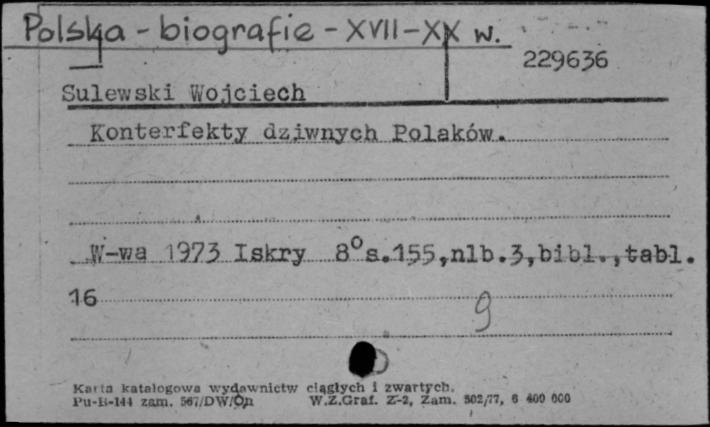 Polska - biografie - XVII-XX w.
229636
Sulewski Wojciech
Konterfekty dziwnych Polaków.
W-wa 1973 Iskry 8° s.155,nlb.3,bibl.,tabl.
16
9
Karta katalogowa wydawnictw ciągłych i zwartych.
Pu-B-144 zam. 567/DW/Op W.Z.Graf. Z-2, Zam. 502/77, 6 400 000